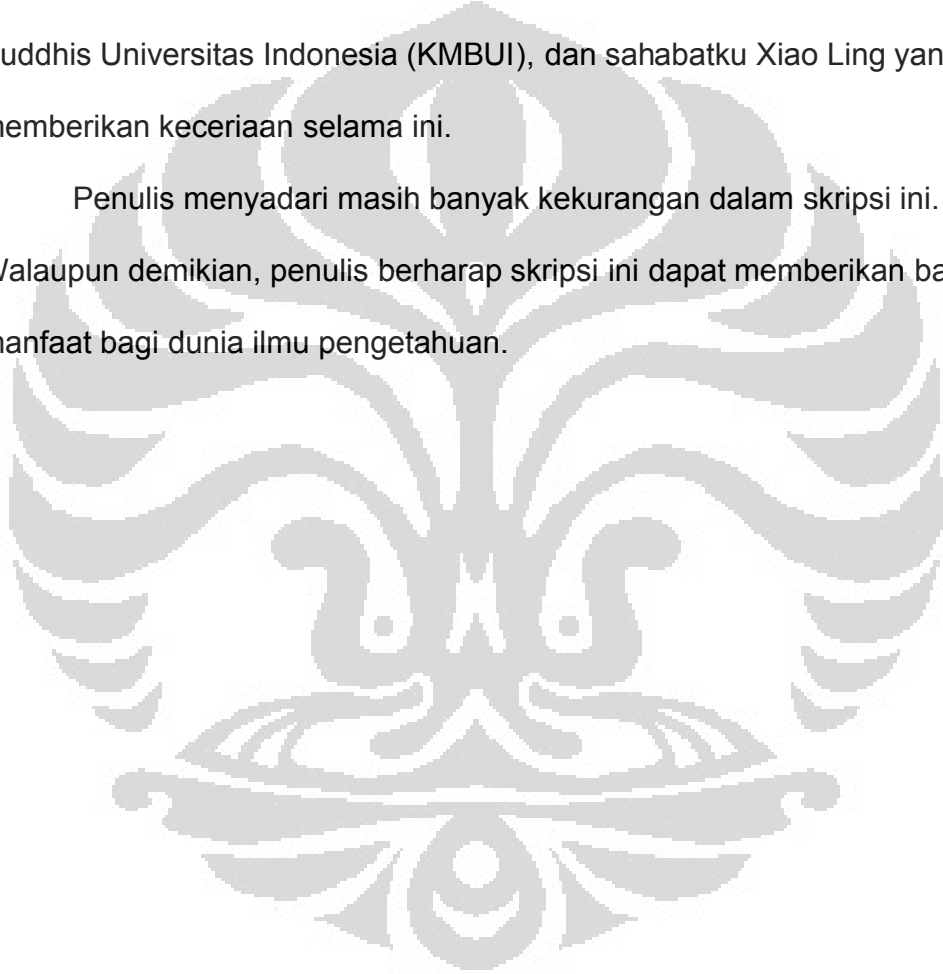 uddhis Universitas Indonesia (KMBUI), dan sahabatku Xiao Ling yan
emberikan keceriaan selama ini.
Penulis menyadari masih banyak kekurangan dalam skripsi ini.
Walaupun demikian, penulis berharap skripsi ini dapat memberikan ba
manfaat bagi dunia ilmu pengetahuan.